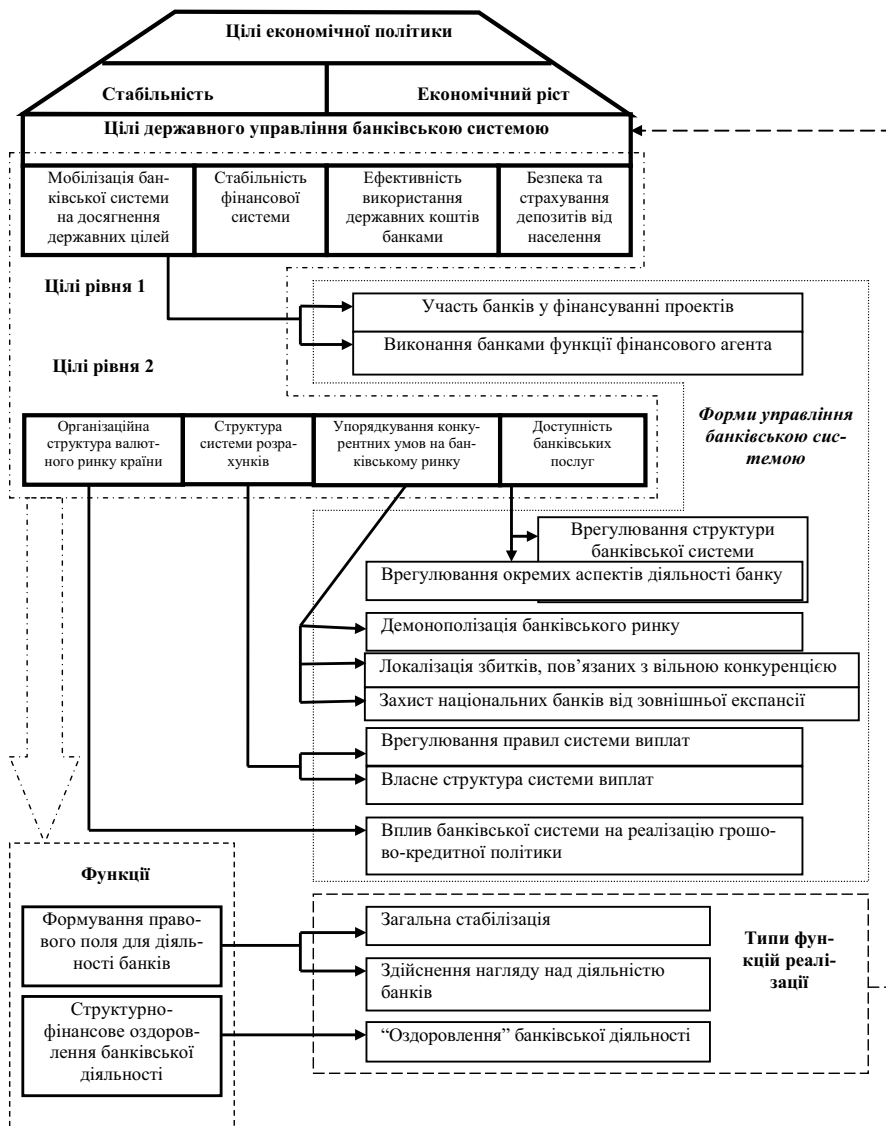 Цілі економічної політики
Стабільність
Економічний ріст
Цілі державного управління банківською системою
Мобілізація бан-
ківської системи
на досягнення
державних цілей
Стабільність
фінансової
системи
Ефективність
використання
державних коштів
банками
Безпека та
страхування
депозитів від
населення
Цілі рівня 1
Участь банків у фінансуванні проектів
Виконання банками функції фінансового агента
Цілі рівня 2
Форми управління
банківською сис-
темою
Організаційна
структура валют-
ного ринку країни
Структура
системи розра-
хунків
Упорядкування конку-
рентних умов на бан-
ківському ринку
Доступність
банківських
послуг
Врегулювання структури
банківської системи
Врегулювання окремих аспектів діяльності банку
Демонополізація банківського ринку
Локалізація збитків, пов’язаних з вільною конкуренцією
Захист національних банків від зовнішньої експансії
Врегулювання правил системи виплат
Власне структура системи виплат
Вплив банківської системи на реалізацію грошо-
во-кредитної політики
Функції
Формування право-
вого поля для діяль-
ності банків
Структурно-
фінансове оздоров-
лення банківської
діяльності
Загальна стабілізація
Здійснення нагляду над діяльністю
банків
“Оздоровлення” банківської діяльності
Типи фун-
кцій реалі-
зації